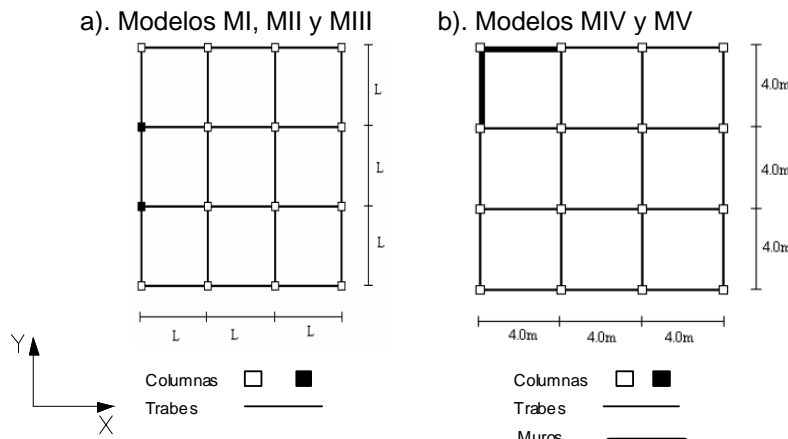 a). Modelos MI, MII y MIII
L
L
L
L
L
L
Y
X
Columnas
Trabes
b). Modelos MIV y MV
4.0m
4.0m
4.0m
4.0m
4.0m
4.0m
Columnas
Trabes
Muros